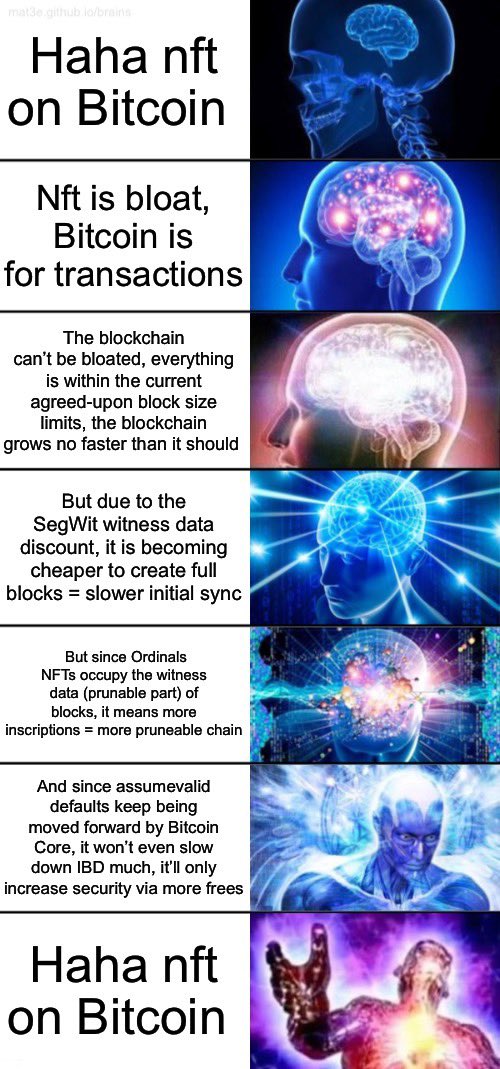 mat3e.github.io/brains
Haha nft
on Bitcoin
Nft is bloat,
Bitcoin is
for transactions
The blockchain
can’t be bloated, everything
is within the current
agreed-upon block size
limits, the blockchain
grows no faster than it should
But due to the
SegWit witness data
discount, it is becoming
cheaper to create full
blocks = slower initial sync
But since Ordinals
NFTs occupy the witness
data (prunable part) of
blocks, it means more
inscriptions = more pruneable chain
And since assumevalid
defaults keep being
moved forward by Bitcoin
Core, it won’t even slow
down IBD much, it’ll only
increase security via more frees
Haha nft
on Bitcoin